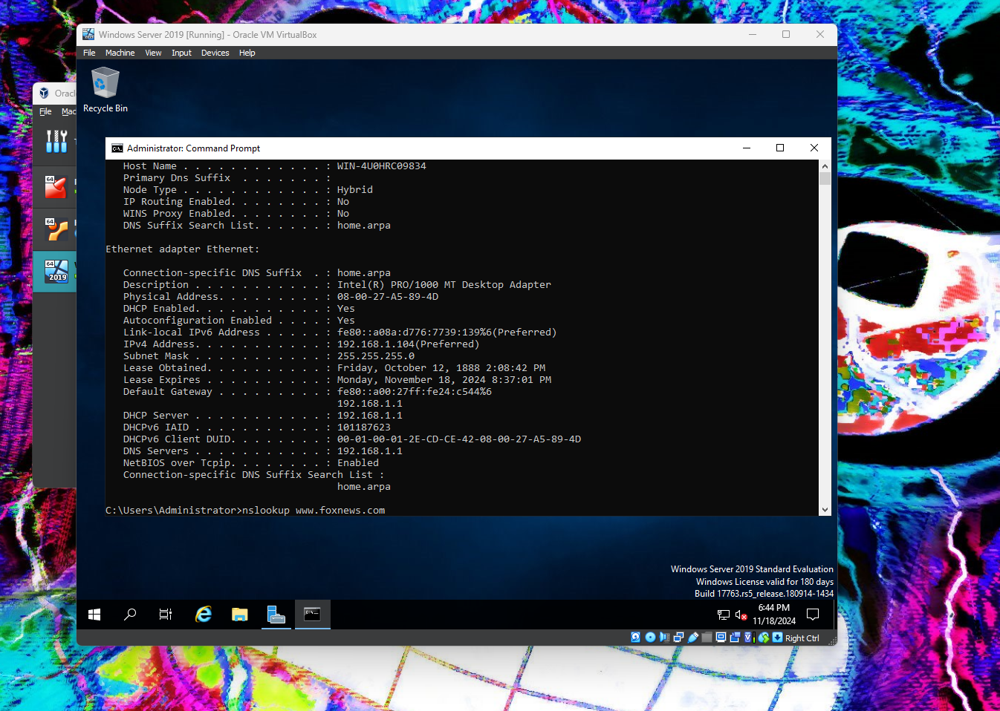 Windows Server 2019 [Running] - Oracle VM VirtualBox
File Machine View Input Devices Help
Recycle Bin
Orac
File Mac
64
64
64
2019
Administrator: Command Prompt
Host Name . . . . . . . . . . . . : WIN-4U0HRC09834
Primary Dns Suffix . . . . . . . :
Node Type . . . . . . . . . . . . : Hybrid
IP Routing Enabled. . . . . . . . : No
WINS Proxy Enabled. . . . . . . . : No
DNS Suffix Search List. . . . . . : home.arpa
Ethernet adapter Ethernet:
Connection-specific DNS Suffix . : home.arpa
Description . . . . . . . . . . . : Intel(R) PRO/1000 MT Desktop Adapter
Physical Address. . . . . . . . . : 08-00-27-A5-89-4D
DHCP Enabled. . . . . . . . . . . : Yes
Autoconfiguration Enabled . . . . : Yes
Link-local IPv6 Address . . . . . : fe80::a08a:d776:7739:139%6(Preferred)
IPv4 Address. . . . . . . . . . . : 192.168.1.104(Preferred)
Subnet Mask . . . . . . . . . . . : 255.255.255.0
Lease Obtained. . . . . . . . . . : Friday, October 12, 1888 2:08:42 PM
Lease Expires . . . . . . . . . . : Monday, November 18, 2024 8:37:01 PM
Default Gateway . . . . . . . . . : fe80::a00:27ff:fe24:c544%6
192.168.1.1
DHCP Server . . . . . . . . . . . : 192.168.1.1
DHCPv6 IAID . . . . . . . . . . . : 101187623
DHCPv6 Client DUID. . . . . . . . : 00-01-00-01-2E-CD-CE-42-08-00-27-A5-89-4D
DNS Servers . . . . . . . . . . . : 192.168.1.1
NetBIOS over Tcpip. . . . . . . . : Enabled
Connection-specific DNS Suffix Search List :
home.arpa
C:\Users\Administrator>nslookup www.foxnews.com
Windows Server 2019 Standard Evaluation
Windows License valid for 180 days
Build 17763.rs5_release.180914-1434
6:44 PM
11/18/2024
Right Ctrl